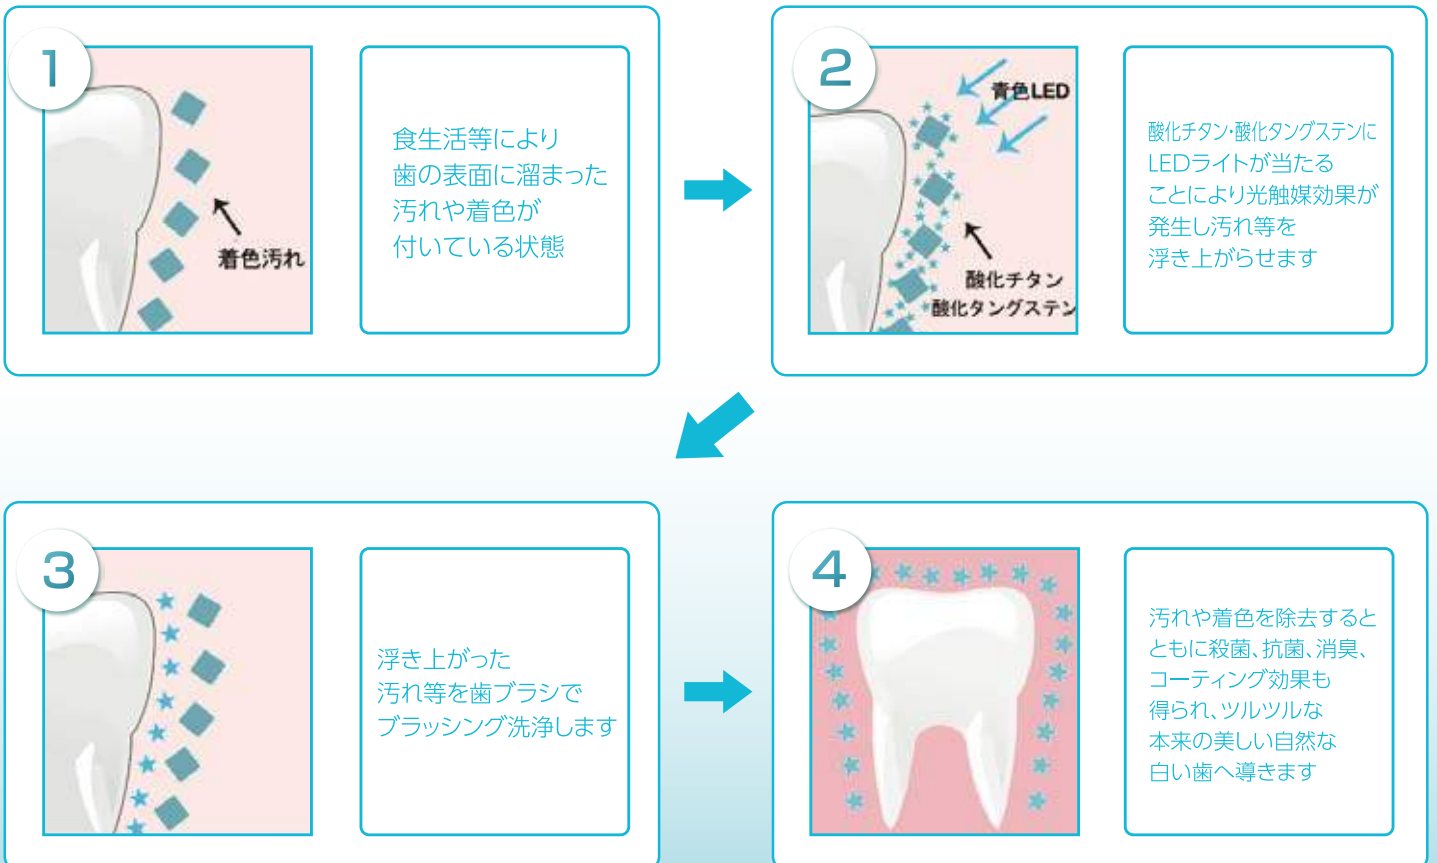 1
着色汚れ
食生活等により
歯の表面に溜まった
汚れや着色が
付いている状態
2
青色LED
酸化チタン
酸化タングステン
酸化チタン・酸化タングステンに
LEDライトが当たる
ことにより光触媒効果が
発生し汚れ等を
浮き上がらせます
3
浮き上がった
汚れ等を歯ブラシで
ブラッシング洗浄します
4
汚れや着色を除去すると
ともに殺菌、抗菌、消臭、
コーティング効果も
得られ、ツルツルな
本来の美しい自然な
白い歯へ導きます